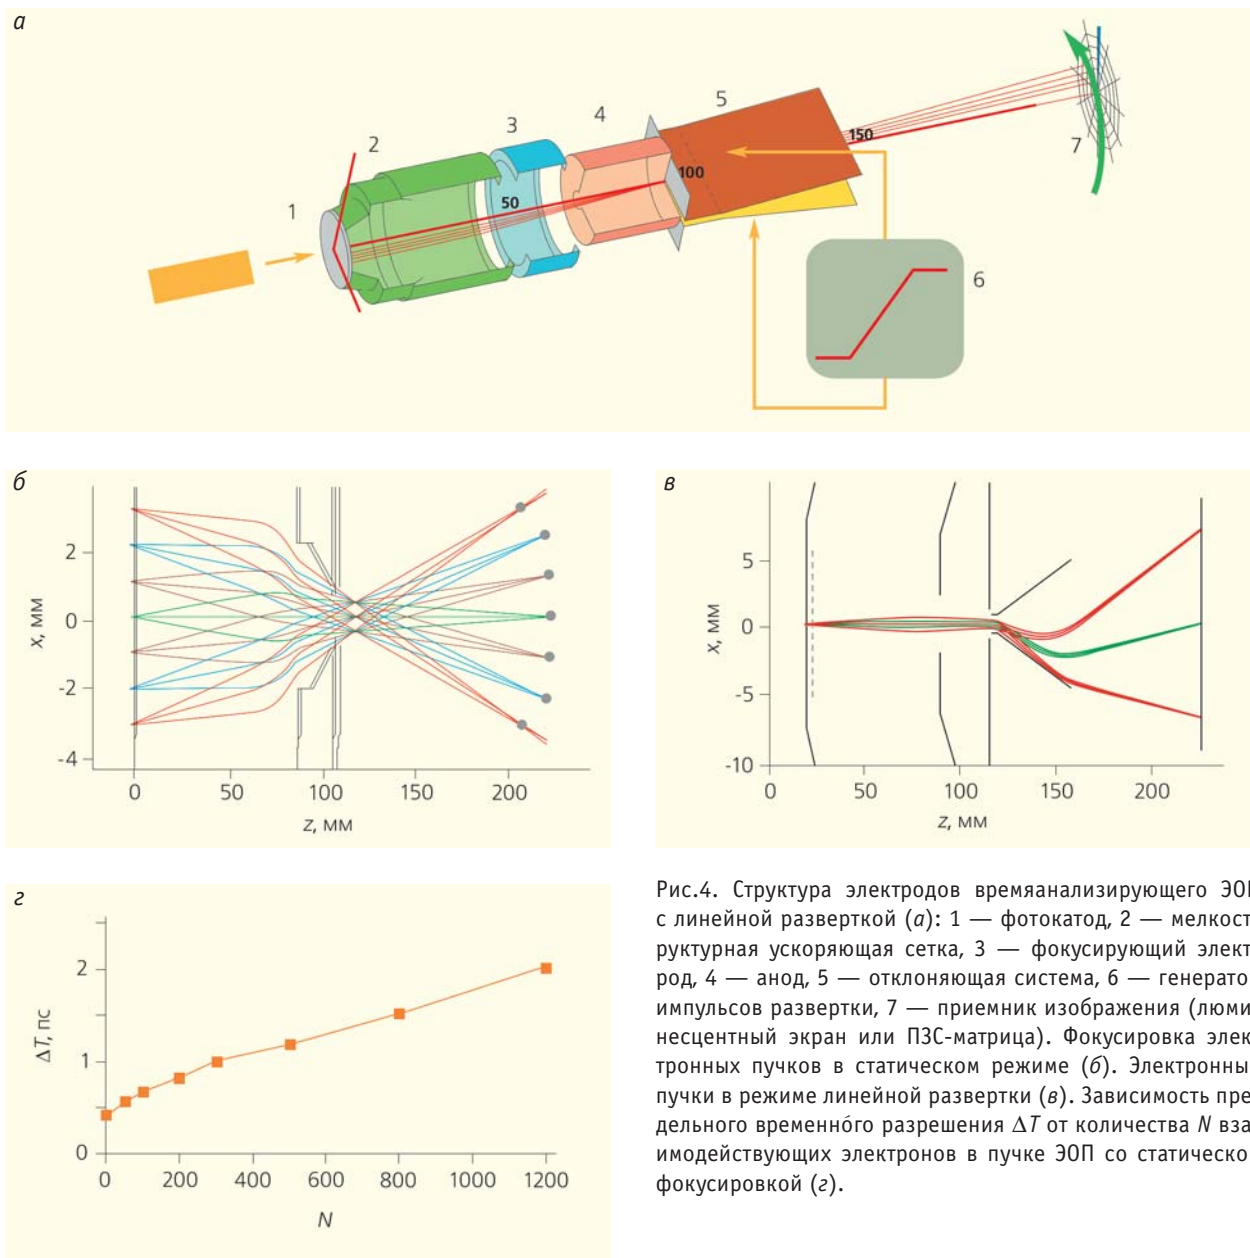 а
1
2
3
4
5
6
7
50
100
150
б
2
0
-2
-4
0
50
100
150
200
x, мм
z, мм
в
5
0
-5
-10
0
50
100
150
200
x, мм
z, мм
г
2
1
0
0
200
400
600
800
1000
1200
ΔT, пс
N
Рис.4. Структура электродов времяанализирующего ЭОП
с линейной разверткой (а): 1 — фотокатод, 2 — мелкост
руктурная ускоряющая сетка, 3 — фокусирующий элект
род, 4 — анод, 5 — отклоняющая система, 6 — генерато
импульсов развертки, 7 — приемник изображения (люми
несцентный экран или ПЗС-матрица). Фокусировка элек
тронных пучков в статическом режиме (б). Электронны
пучки в режиме линейной развертки (в). Зависимость пре
дельного временно́го разрешения ΔT от количества N вза
имодействующих электронов в пучке ЭОП со статическо
фокусировкой (г).